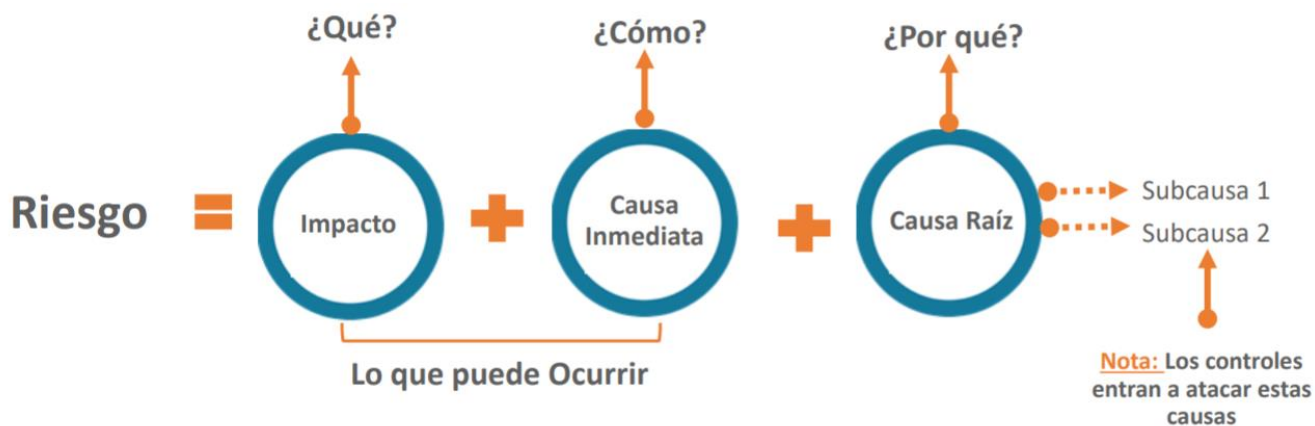 ¿Qué?
¿Cómo?
¿Por qué?
Riesgo
=
Impacto
+
Causa
Inmediata
+
Causa Raíz
Subcausa 1
Subcausa 2
Lo que puede Ocurrir
Nota: Los controles
entran a atacar estas
causas